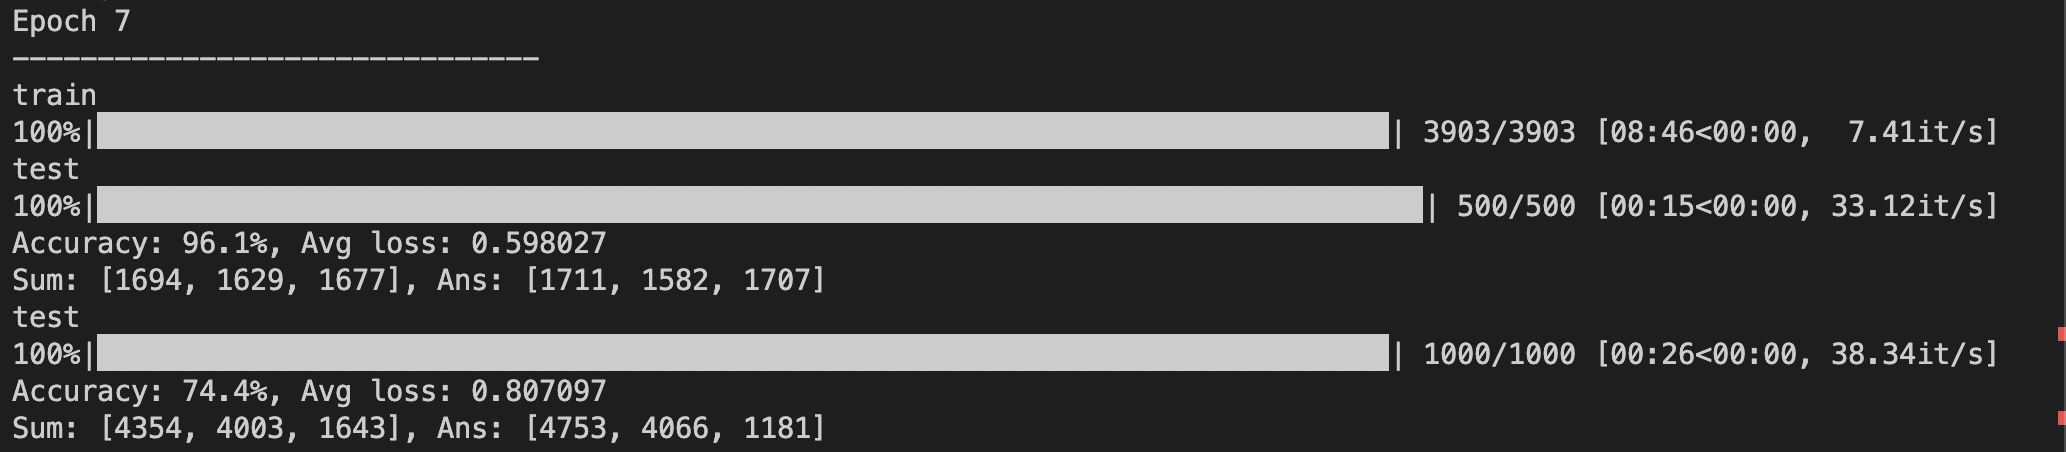 Epoch 7
-------------------------------
train
100%|██████████████████████████████████████| 3903/3903 [08:46<00:00,  7.41it/s]
test
100%|███████████████████████████████████████| 500/500 [00:15<00:00, 33.12it/s]
Accuracy: 96.1%, Avg loss: 0.598027
Sum: [1694, 1629, 1677], Ans: [1711, 1582, 1707]
test
100%|██████████████████████████████████████| 1000/1000 [00:26<00:00, 38.34it/s]
Accuracy: 74.4%, Avg loss: 0.807097
Sum: [4354, 4003, 1643], Ans: [4753, 4066, 1181]